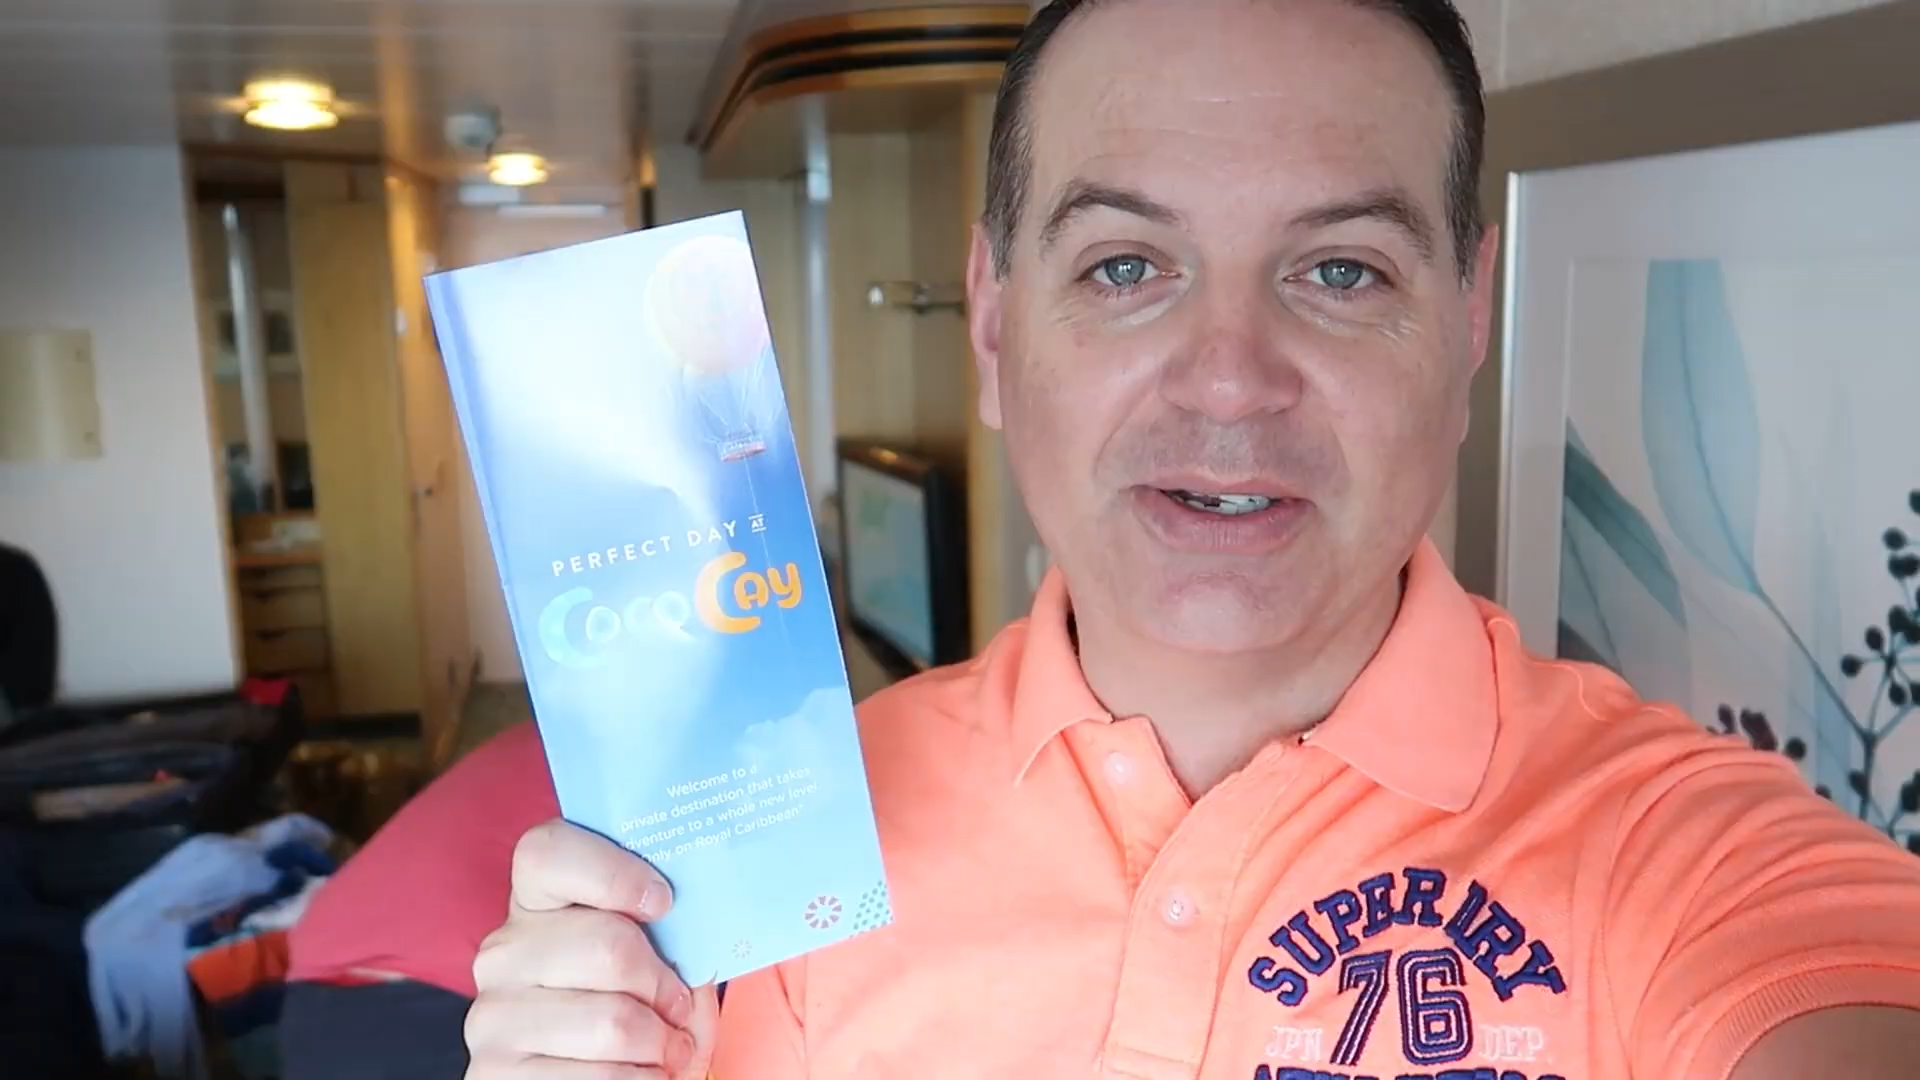 PERFECT DAY AT
CocoCay
Welcome to a
private destination that takes
dventure to a whole new level.
Only on Royal Caribbean®
SUPERDRY
76
JPN DEP